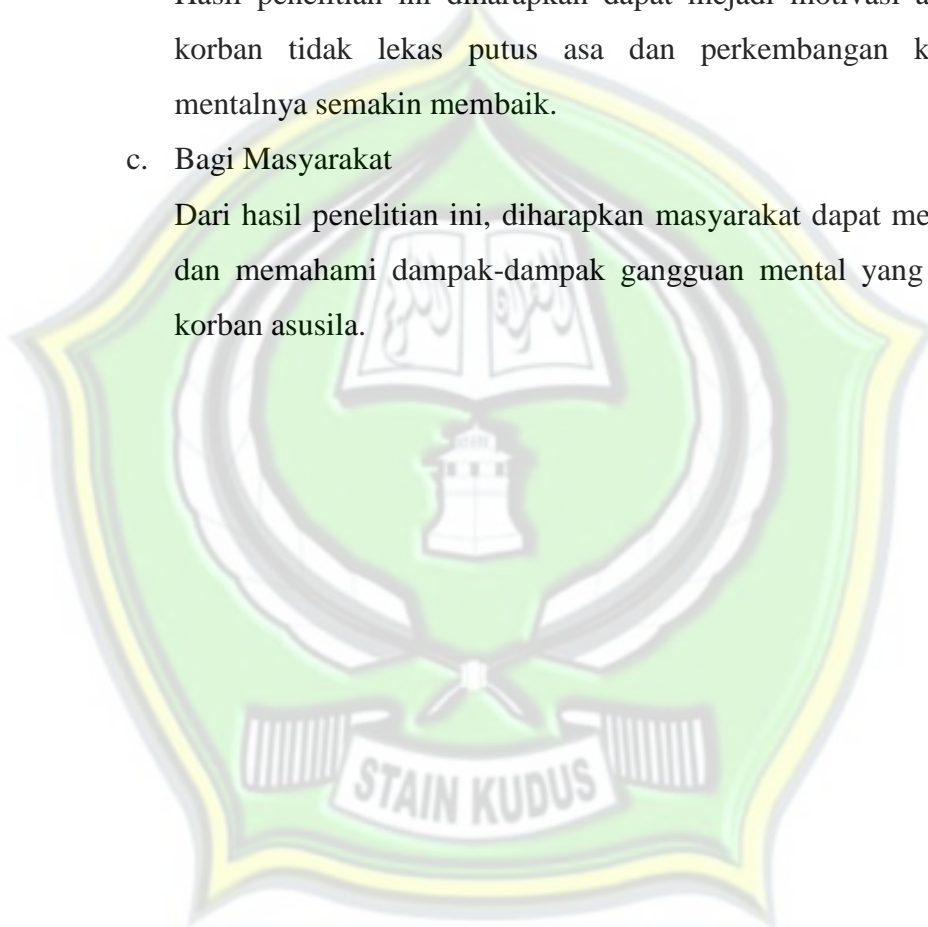 Hasil penelitian ini diharapkan dapat mejadi motivasi a
korban tidak lekas putus asa dan perkembangan k
mentalnya semakin membaik.
c. Bagi Masyarakat
Dari hasil penelitian ini, diharapkan masyarakat dapat me
dan memahami dampak-dampak gangguan mental yang
korban asusila.
STAIN KUDUS